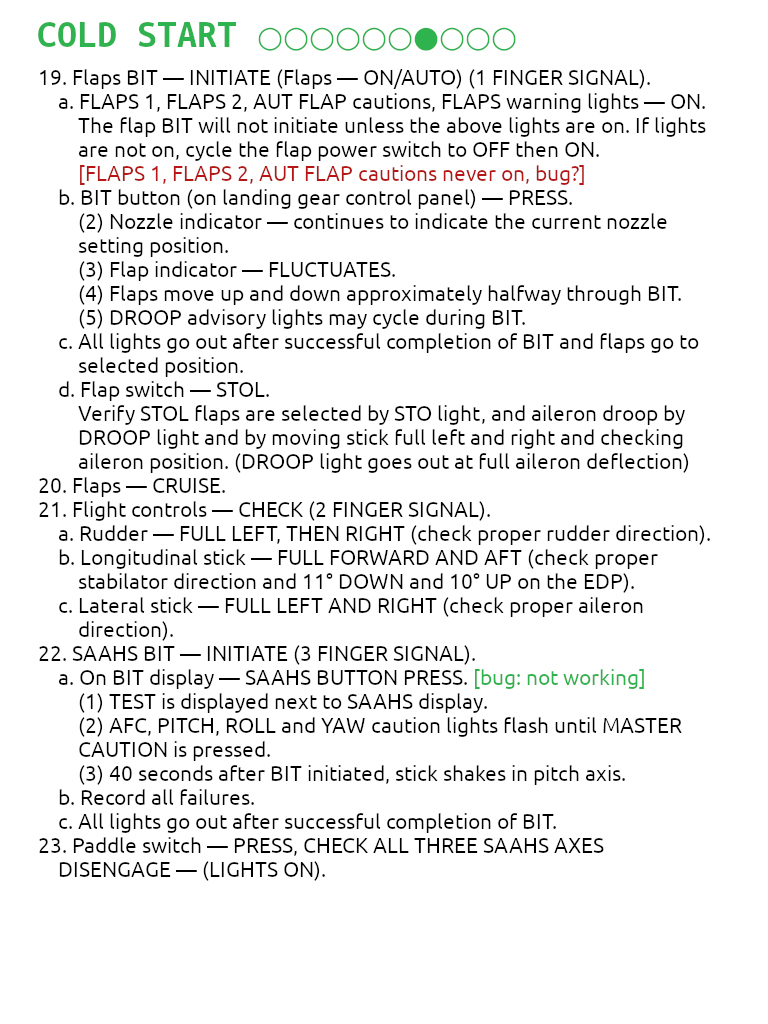 COLD START ○○○○○○●○○○
19. Flaps BIT — INITIATE (Flaps — ON/AUTO) (1 FINGER SIGNAL).
a. FLAPS 1, FLAPS 2, AUT FLAP cautions, FLAPS warning lights — ON.
The flap BIT will not initiate unless the above lights are on. If lights
are not on, cycle the flap power switch to OFF then ON.
[FLAPS 1, FLAPS 2, AUT FLAP cautions never on, bug?]
b. BIT button (on landing gear control panel) — PRESS.
(2) Nozzle indicator — continues to indicate the current nozzle
setting position.
(3) Flap indicator — FLUCTUATES.
(4) Flaps move up and down approximately halfway through BIT.
(5) DROOP advisory lights may cycle during BIT.
c. All lights go out after successful completion of BIT and flaps go to
selected position.
d. Flap switch — STOL.
Verify STOL flaps are selected by STO light, and aileron droop by
DROOP light and by moving stick full left and right and checking
aileron position. (DROOP light goes out at full aileron deflection)
20. Flaps — CRUISE.
21. Flight controls — CHECK (2 FINGER SIGNAL).
a. Rudder — FULL LEFT, THEN RIGHT (check proper rudder direction).
b. Longitudinal stick — FULL FORWARD AND AFT (check proper
stabilator direction and 11° DOWN and 10° UP on the EDP).
c. Lateral stick — FULL LEFT AND RIGHT (check proper aileron
direction).
22. SAAHS BIT — INITIATE (3 FINGER SIGNAL).
a. On BIT display — SAAHS BUTTON PRESS. [bug: not working]
(1) TEST is displayed next to SAAHS display.
(2) AFC, PITCH, ROLL and YAW caution lights flash until MASTER
CAUTION is pressed.
(3) 40 seconds after BIT initiated, stick shakes in pitch axis.
b. Record all failures.
c. All lights go out after successful completion of BIT.
23. Paddle switch — PRESS, CHECK ALL THREE SAAHS AXES
DISENGAGE — (LIGHTS ON).